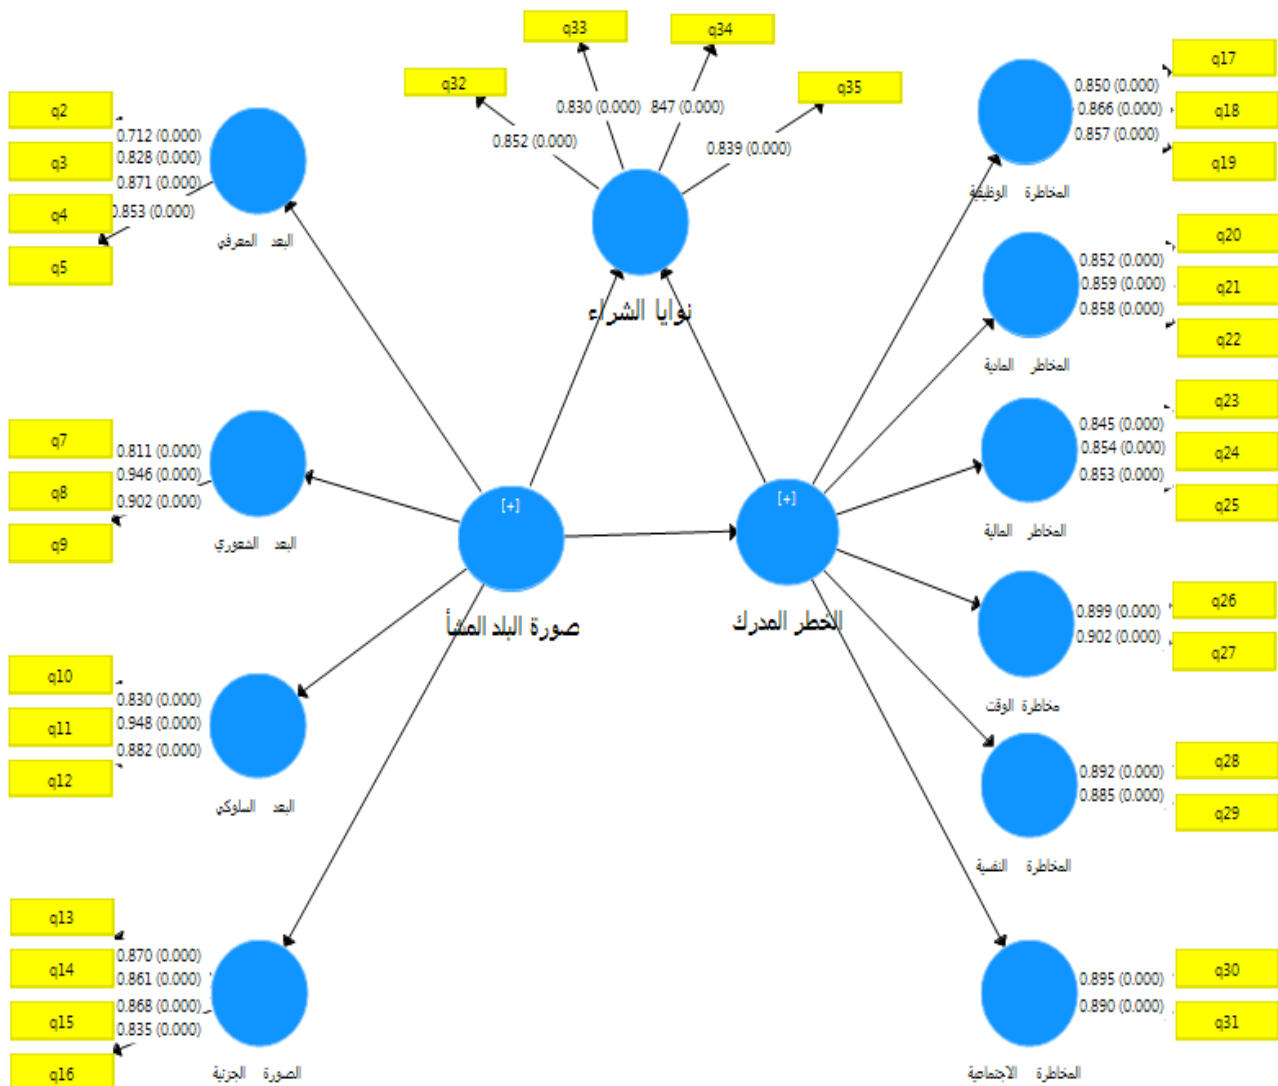 q33
q34
q32
q35
0.830 (0.000)
847 (0.000)
0.852 (0.000)
0.839 (0.000)
نوايا الشراء
q2
q3
q4
q5
0.712 (0.000)
0.828 (0.000)
0.871 (0.000)
0.853 (0.000)
البعد المعرفي
q7
q8
q9
0.811 (0.000)
0.946 (0.000)
0.902 (0.000)
البعد الشعوري
q10
q11
q12
0.830 (0.000)
0.948 (0.000)
0.882 (0.000)
البعد السلوكي
q13
q14
q15
q16
0.870 (0.000)
0.861 (0.000)
0.868 (0.000)
0.835 (0.000)
الصورة الجزئية
[+]
صورة البلد المنشأ
[+]
الخطر المدرك
q17
q18
q19
0.850 (0.000)
0.866 (0.000)
0.857 (0.000)
المخاطرة الوظيفية
q20
q21
q22
0.852 (0.000)
0.859 (0.000)
0.858 (0.000)
المخاطر المادية
q23
q24
q25
0.845 (0.000)
0.854 (0.000)
0.853 (0.000)
المخاطر المالية
q26
q27
0.899 (0.000)
0.902 (0.000)
مخاطرة الوقت
q28
q29
0.892 (0.000)
0.885 (0.000)
المخاطرة النفسية
q30
q31
0.895 (0.000)
0.890 (0.000)
المخاطرة الاجتماعية